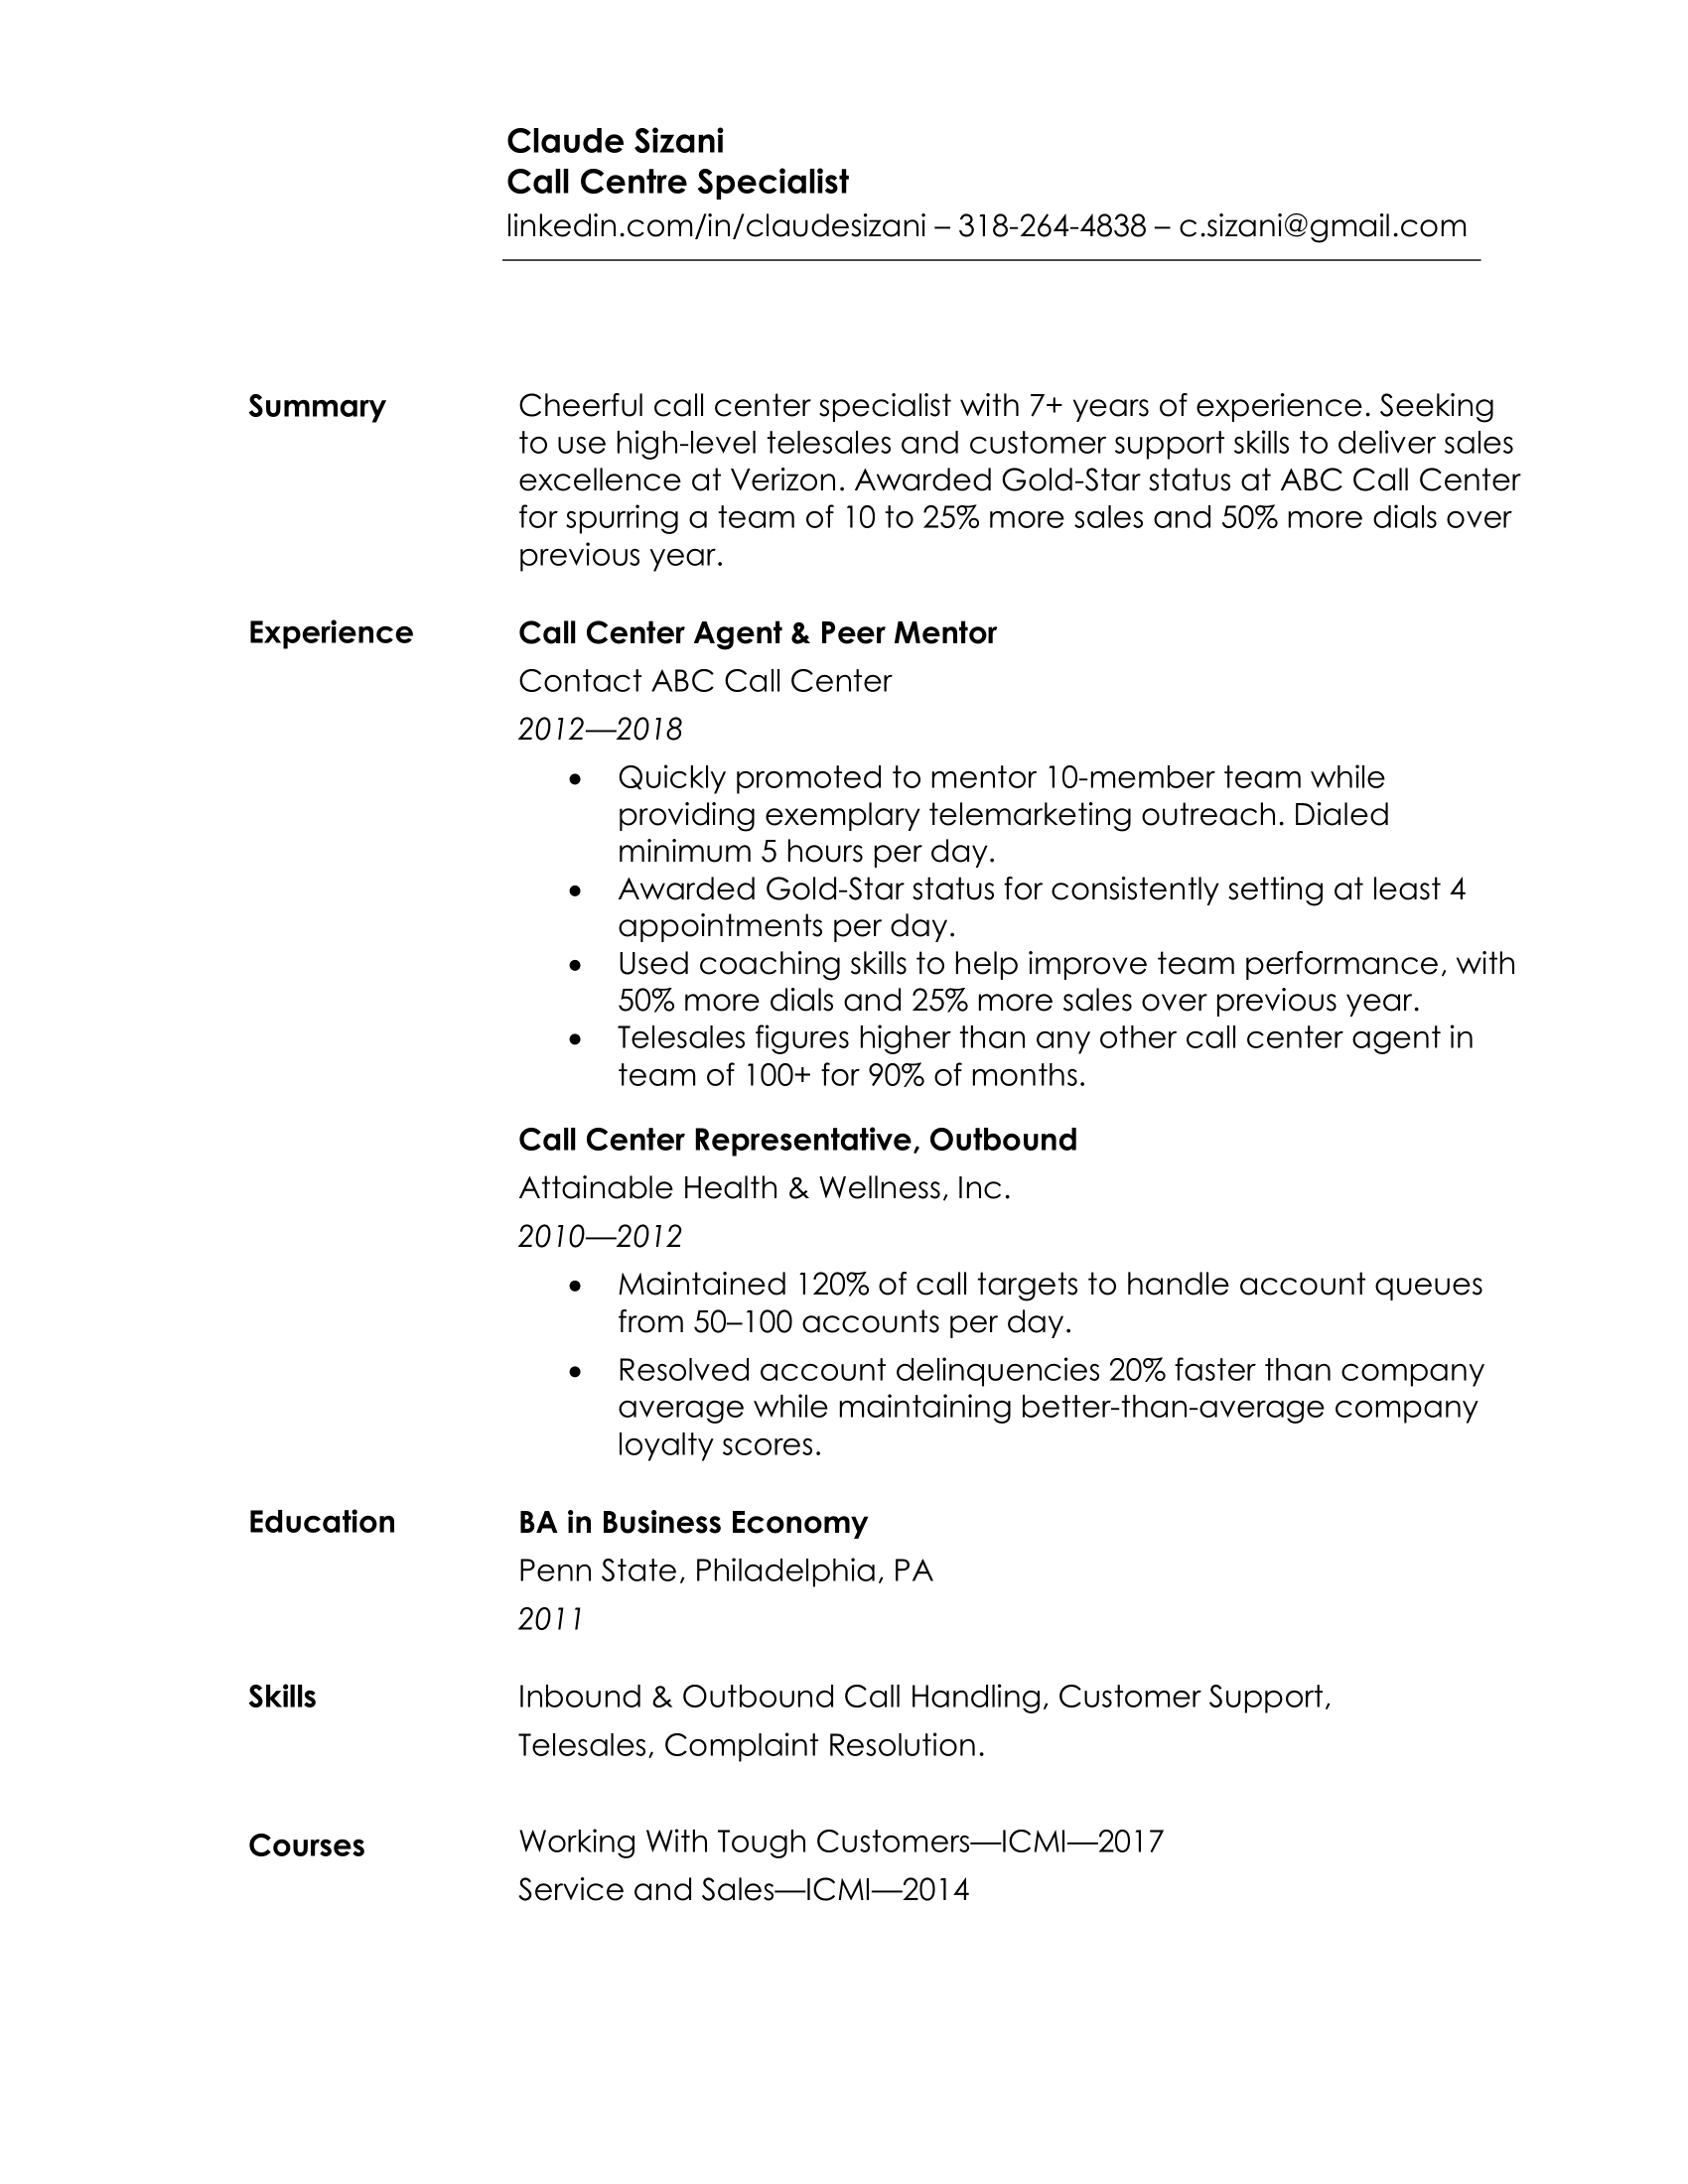 Claude Sizani
Call Centre Specialist
linkedin.com/in/claudesizani – 318-264-4838 – c.sizani@gmail.com
Summary
Cheerful call center specialist with 7+ years of experience. Seeking
to use high-level telesales and customer support skills to deliver sales
excellence at Verizon. Awarded Gold-Star status at ABC Call Center
for spurring a team of 10 to 25% more sales and 50% more dials over
previous year.
Experience
Call Center Agent & Peer Mentor
Contact ABC Call Center
2012—2018
• Quickly promoted to mentor 10-member team while
providing exemplary telemarketing outreach. Dialed
minimum 5 hours per day.
• Awarded Gold-Star status for consistently setting at least 4
appointments per day.
• Used coaching skills to help improve team performance, with
50% more dials and 25% more sales over previous year.
• Telesales figures higher than any other call center agent in
team of 100+ for 90% of months.
Call Center Representative, Outbound
Attainable Health & Wellness, Inc.
2010—2012
• Maintained 120% of call targets to handle account queues
from 50–100 accounts per day.
• Resolved account delinquencies 20% faster than company
average while maintaining better-than-average company
loyalty scores.
Education
BA in Business Economy
Penn State, Philadelphia, PA
2011
Skills
Inbound & Outbound Call Handling, Customer Support,
Telesales, Complaint Resolution.
Courses
Working With Tough Customers—ICMI—2017
Service and Sales—ICMI—2014